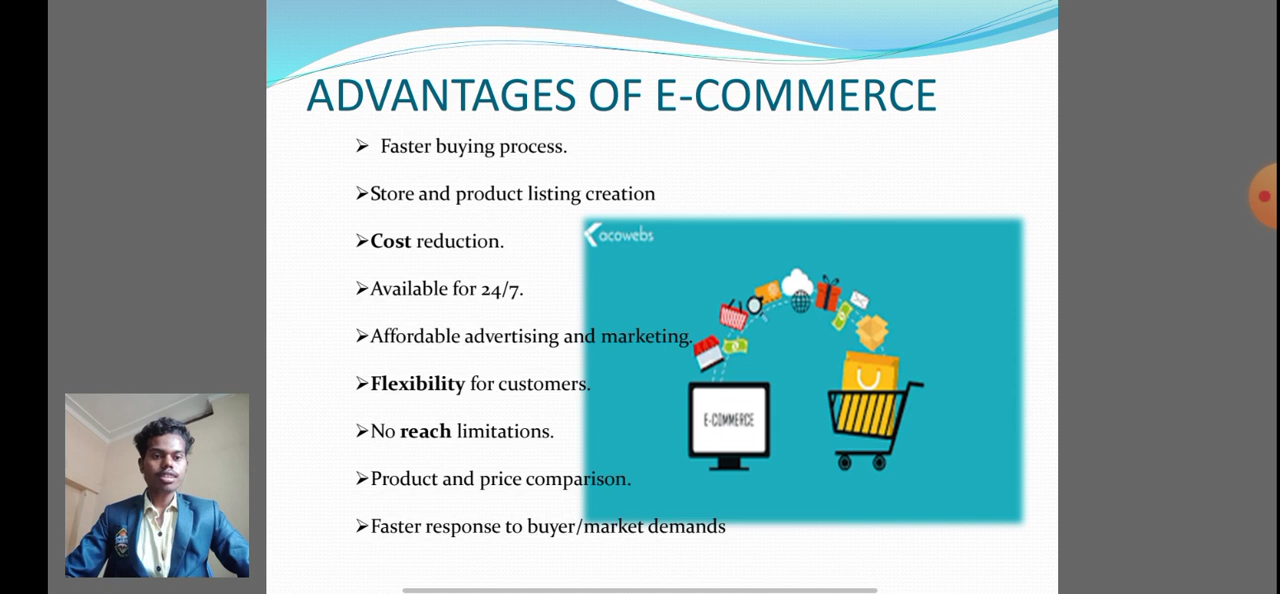 ADVANTAGES OF E-COMMERCE
➢ Faster buying process.
➢Store and product listing creation
➢Cost reduction.
acowebs
➢Available for 24/7.
➢Affordable advertising and marketing.
➢Flexibility for customers.
E-COMMERCE
➢No reach limitations.
➢Product and price comparison.
➢Faster response to buyer/market demands